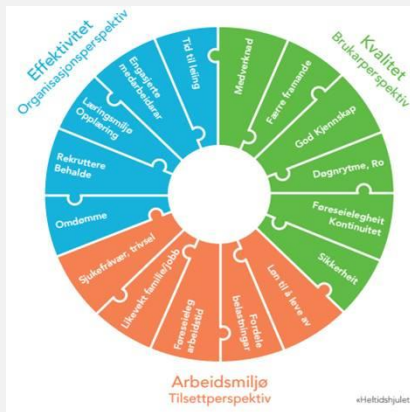 Effektivitet
Organisasjonsperspektiv
Kvalitet
Brukarperspektiv
Medverknad
Færre framande
God Kjennskap
Døgnrytme, Ro
Føreseielegheit
Kontinuitet
Sikkerheit
Løn til å leve av
Fordele
belastningar
Føreseieleg
arbeidstid
Likevekt familie/jobb
Sjukefråvær, trivsel
Omdømme
Rekruttere
Behalde
Læringsmiljø
Opplæring
Engasjerte
medarbeidarar
Tid til leiing
Arbeidsmiljø
Tilsettperspektiv
«Heltidshjulet